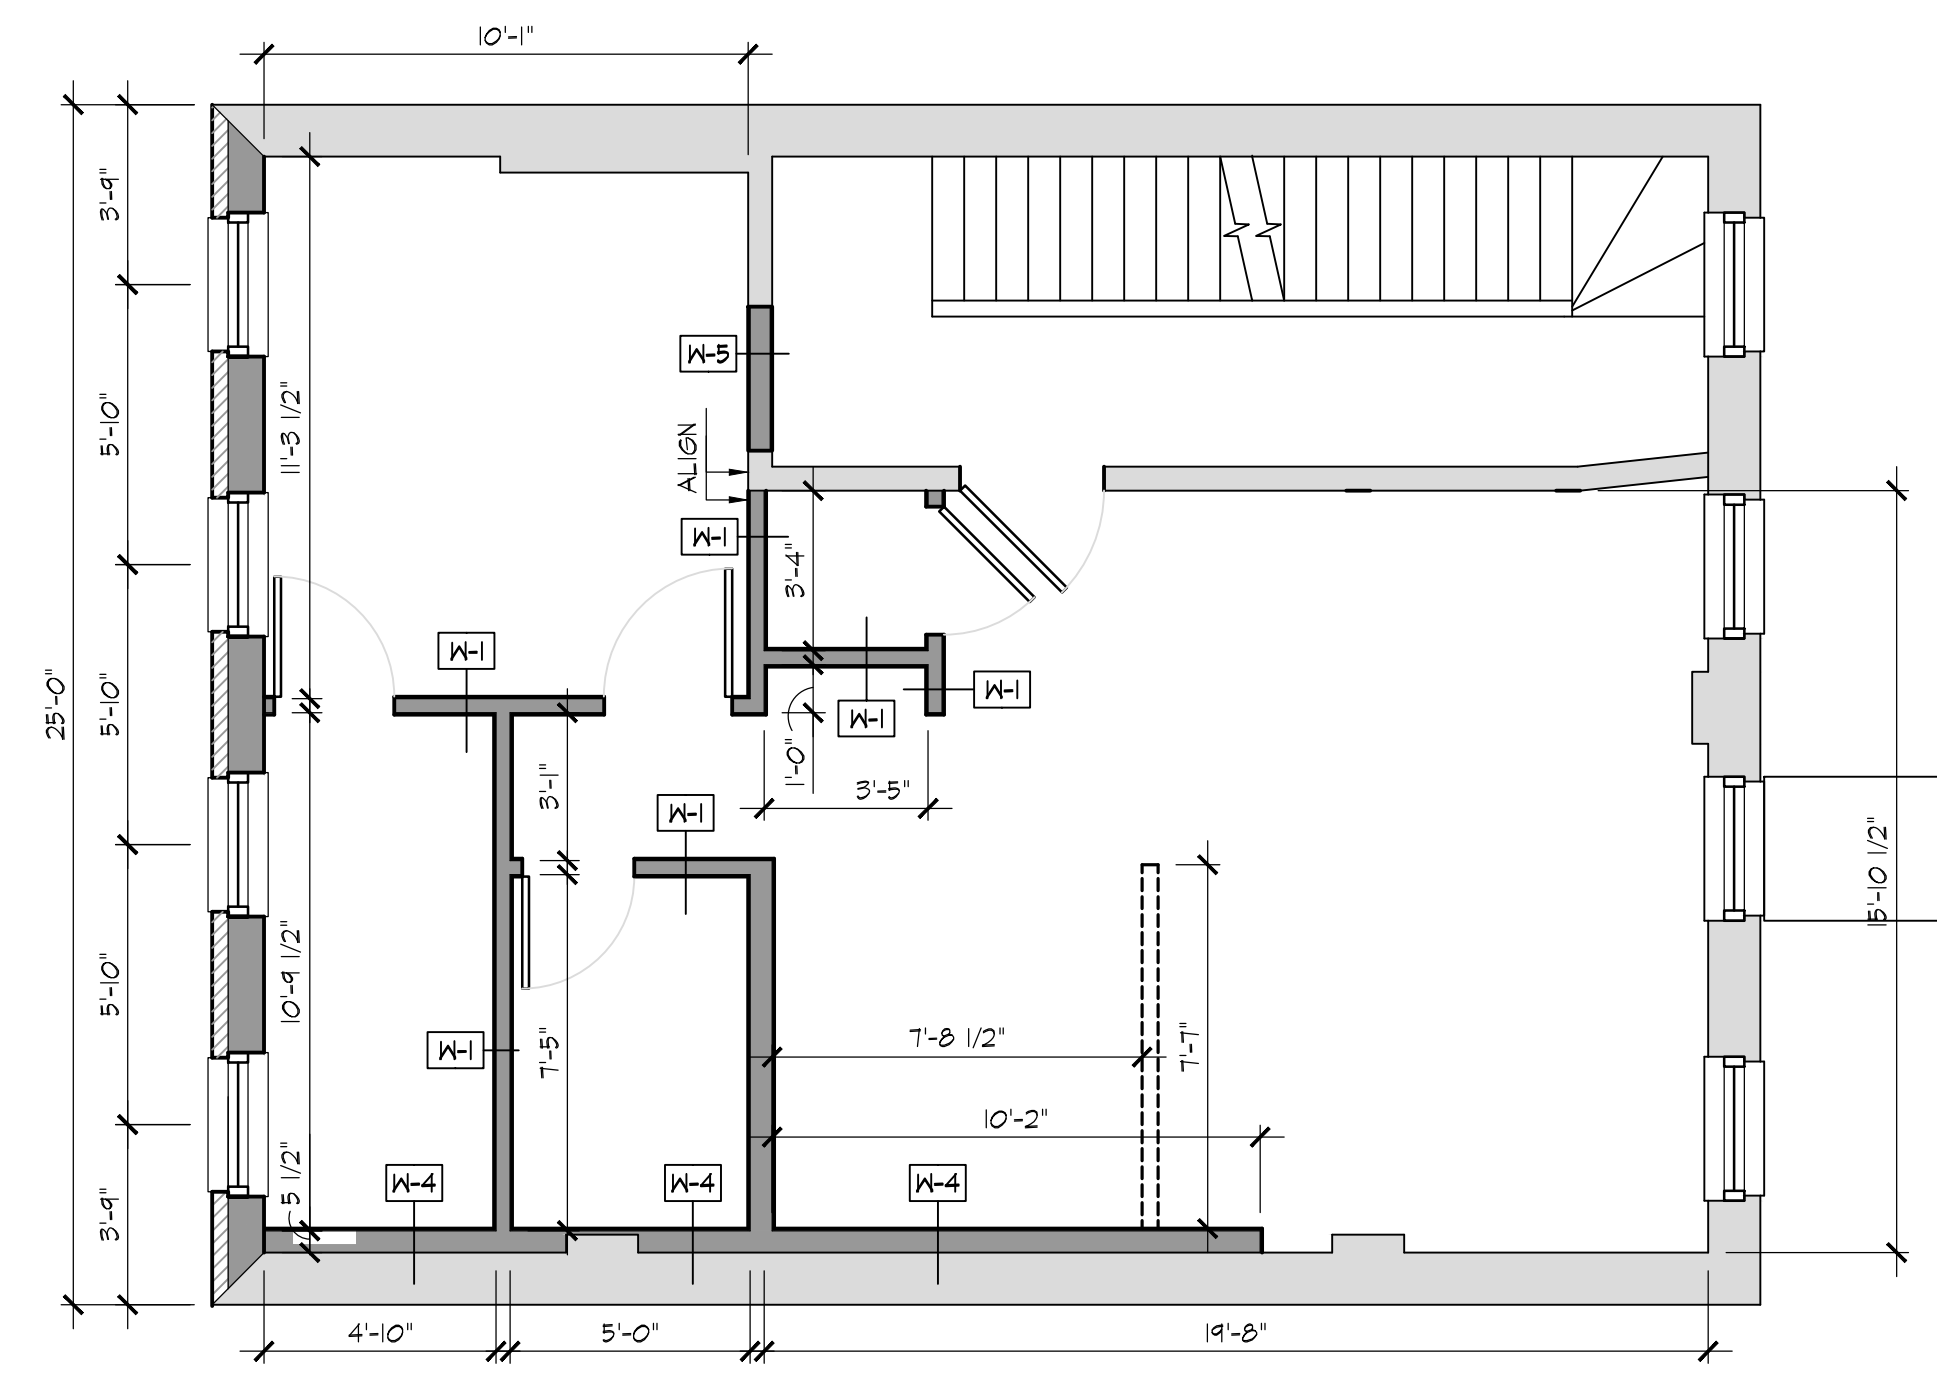 10'-1"
3'-9"
5'-10"
11'-3 1/2"
W-5
ALIGN
W-1
3'-4"
W-1
W-1
W-1
25'-0"
5'-10"
1'-0"
3'-5"
3'-1"
W-1
15'-10 1/2"
5'-10"
10'-9 1/2"
W-1
7'-5"
7'-8 1/2"
7'-7"
10'-2"
3'-9"
5 1/2"
W-4
W-4
W-4
4'-10"
5'-0"
19'-8"